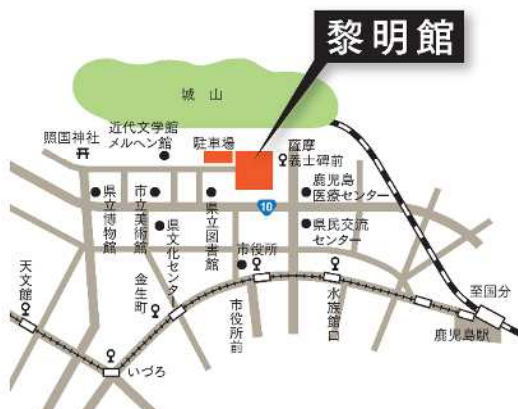 黎明館
城山
照国神社
近代文学館
メルヘン館
駐車場
薩摩
義士碑前
県立博物館
市立美術館
県文化センター
県立図書館
10
鹿児島
医療センター
県民交流
センター
市役所
天文館
金生町
市役所前
水族館口
至国分
鹿児島駅
いづろ